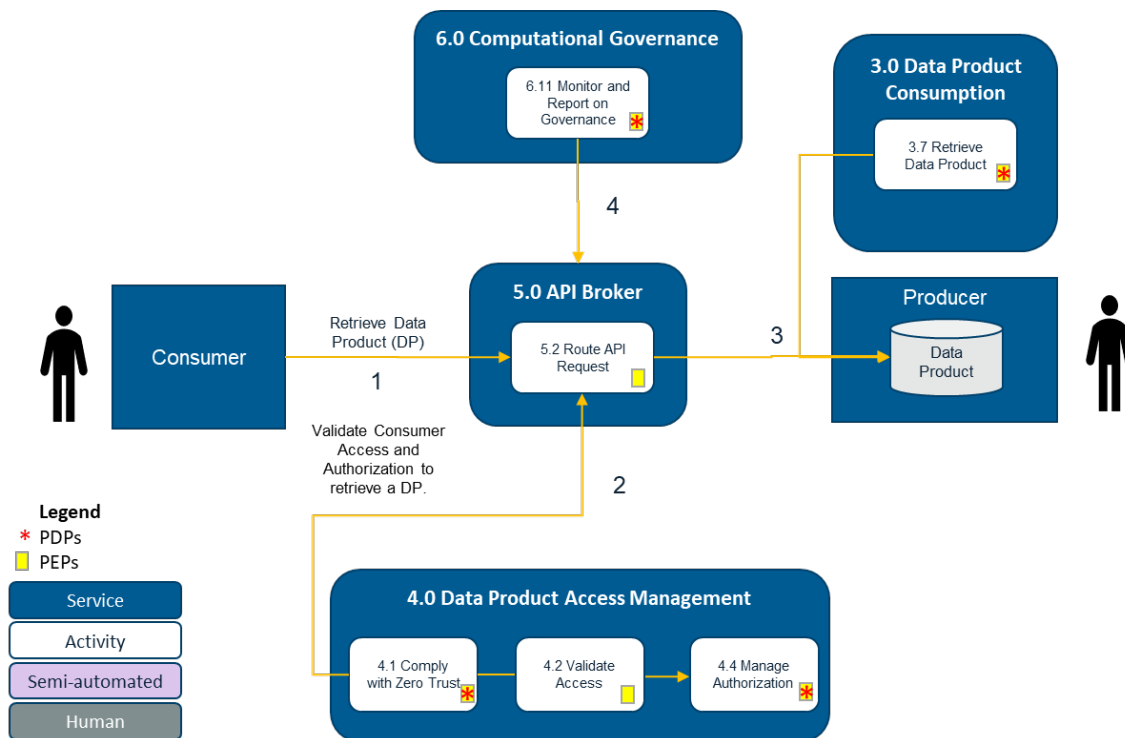 6.0 Computational Governance
6.11 Monitor and
Report on
Governance
*
3.0 Data Product
Consumption
3.7 Retrieve
Data Product
*
4
5.0 API Broker
5.2 Route API
Request
Consumer
Retrieve Data
Product (DP)
1
3
Producer
Data
Product
Validate Consumer
Access and
Authorization to
retrieve a DP.
2
Legend
* PDPs
PEPs
Service
Activity
Semi-automated
Human
4.0 Data Product Access Management
4.1 Comply
with Zero Trust
*
4.2 Validate
Access
4.4 Manage
Authorization
*